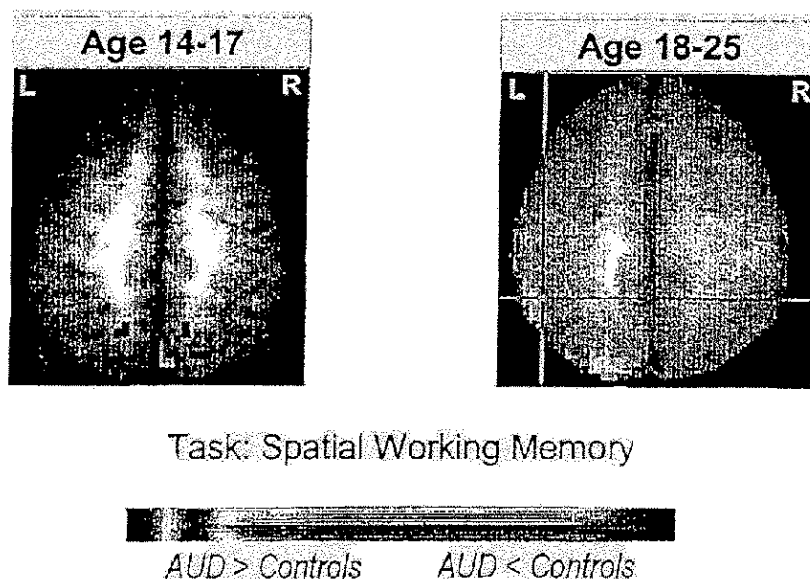 Age 14-17
Age 18-25
L R
L R
Task: Spatial Working Memory
AUD > Controls
AUD < Controls